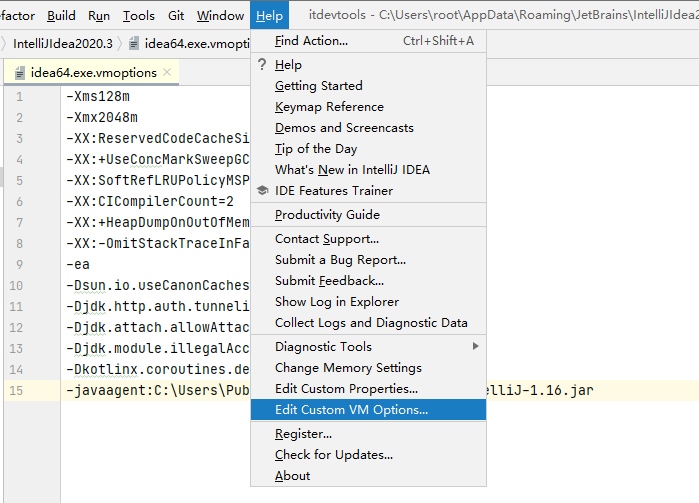 efactor Build Run Tools Git Window Help itdevtools - C:\Users\root\AppData\Roaming\JetBrains\IntelliJIdea2020
IntelliJIdea2020.3 idea64.exe.vmopti
idea64.exe.vmoptions
1 -Xms128m
2 -Xmx2048m
3 -XX:ReservedCodeCacheSi
4 -XX:+UseConcMarkSweepGC
5 -XX:SoftRefLRUPolicyMSP
6 -XX:CICompilerCount=2
7 -XX:+HeapDumpOnOutOfMem
8 -XX:-OmitStackTraceInFa
9 -ea
10 -Dsun.io.useCanonCaches
11 -Djdk.http.auth.tunneli
12 -Djdk.attach.allowAttac
13 -Djdk.module.illegalAcc
14 -Dkotlinx.coroutines.de
15 -javaagent:C:\Users\Pub elliJ-1.16.jar
Find Action... Ctrl+Shift+A
? Help
Getting Started
Keymap Reference
Demos and Screencasts
Tip of the Day
What's New in IntelliJ IDEA
IDE Features Trainer
Productivity Guide
Contact Support...
Submit a Bug Report...
Submit Feedback...
Show Log in Explorer
Collect Logs and Diagnostic Data
Diagnostic Tools
Change Memory Settings
Edit Custom Properties...
Edit Custom VM Options...
Register...
Check for Updates...
About